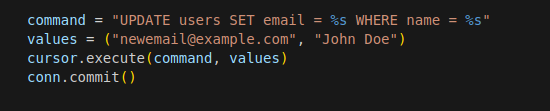 command = "UPDATE users SET email = %s WHERE name = %s"
values = ("newemail@example.com", "John Doe")
cursor.execute(command, values)
conn.commit()